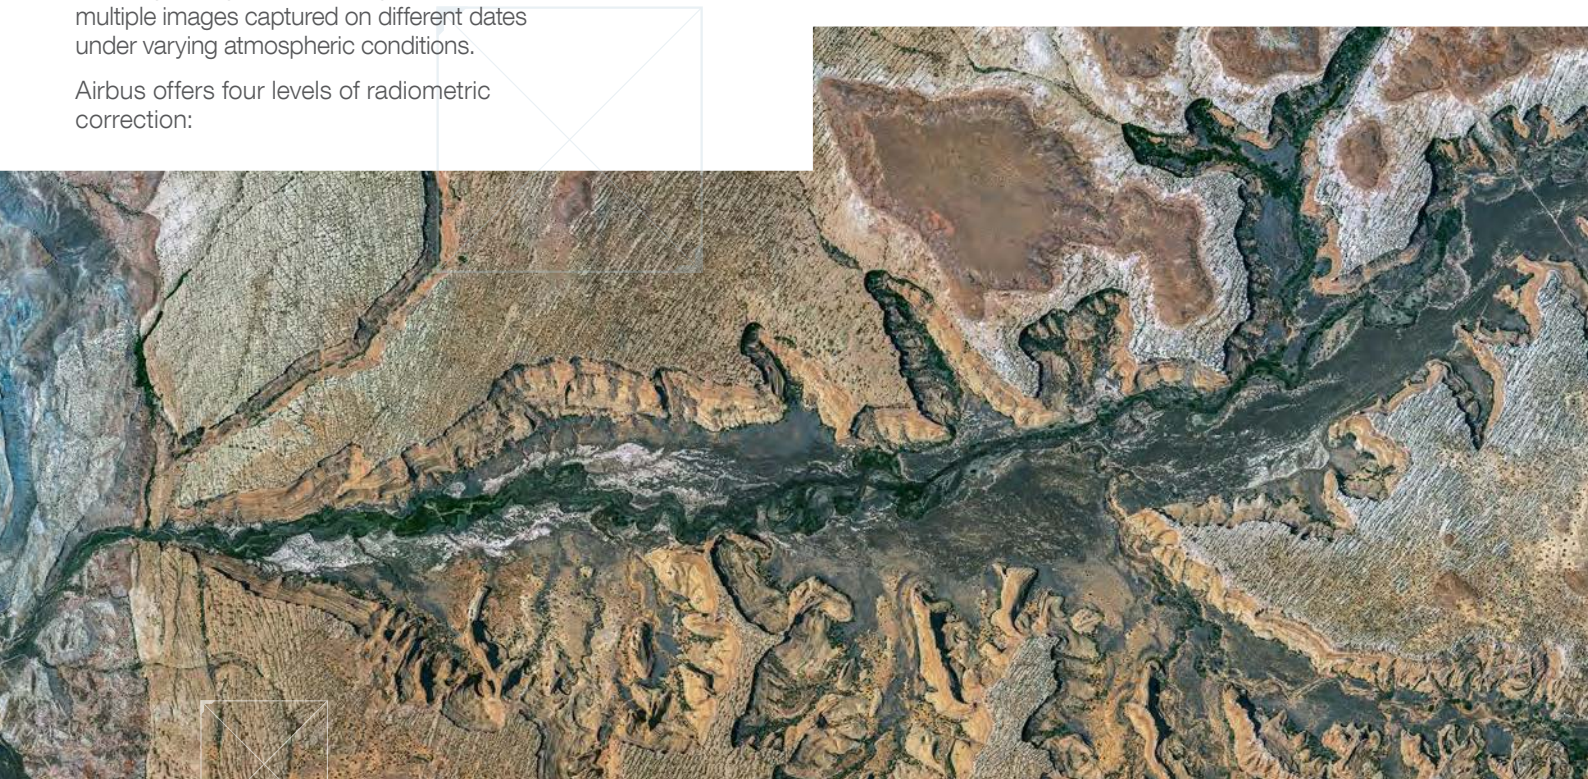 multiple images captured on different dates
under varying atmospheric conditions.
Airbus offers four levels of radiometric
correction: